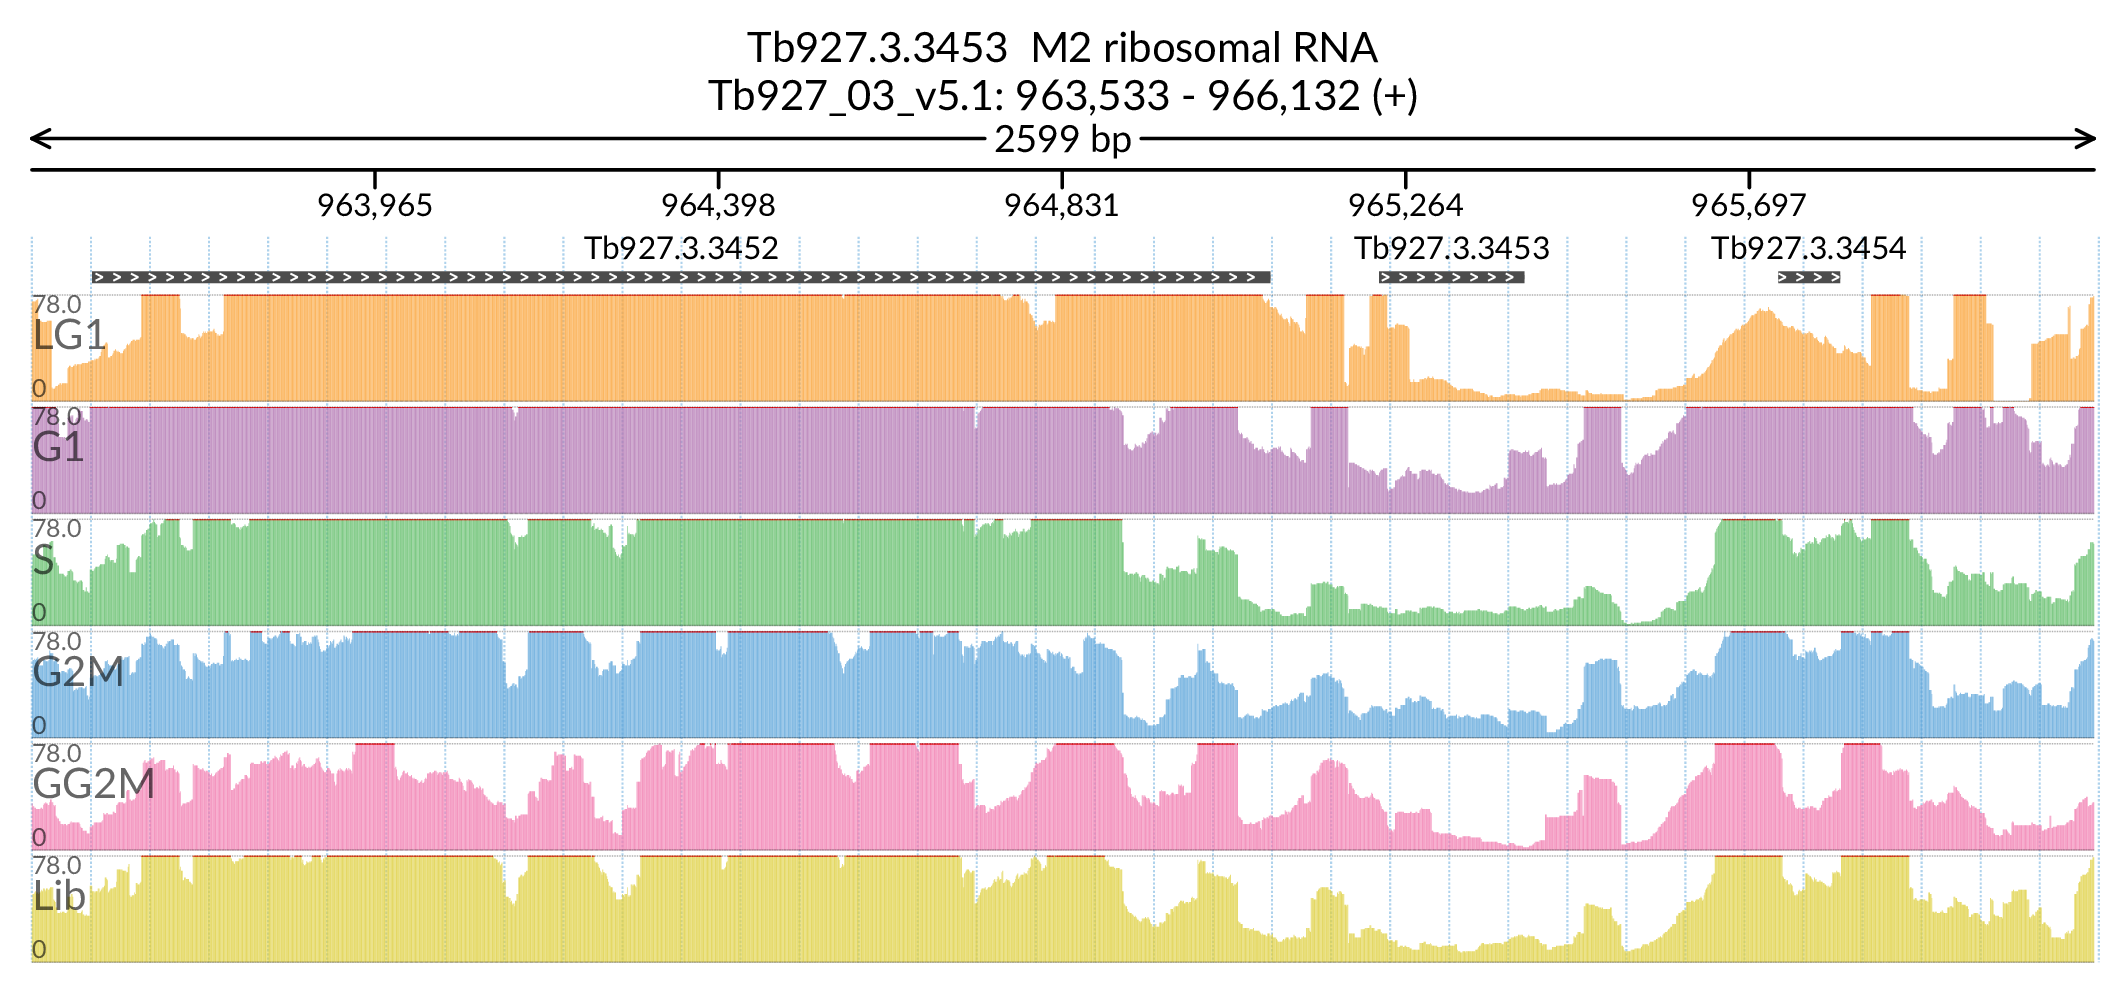 Tb927.3.3453  M2 ribosomal RNA
Tb927_03_v5.1: 963,533 - 966,132 (+)
2599 bp
963,965 964,398 964,831 965,264 965,697
Tb927.3.3452 Tb927.3.3453 Tb927.3.3454
78.0
LG1
0
78.0
G1
0
78.0
S
0
78.0
G2M
0
78.0
GG2M
0
78.0
Lib
0